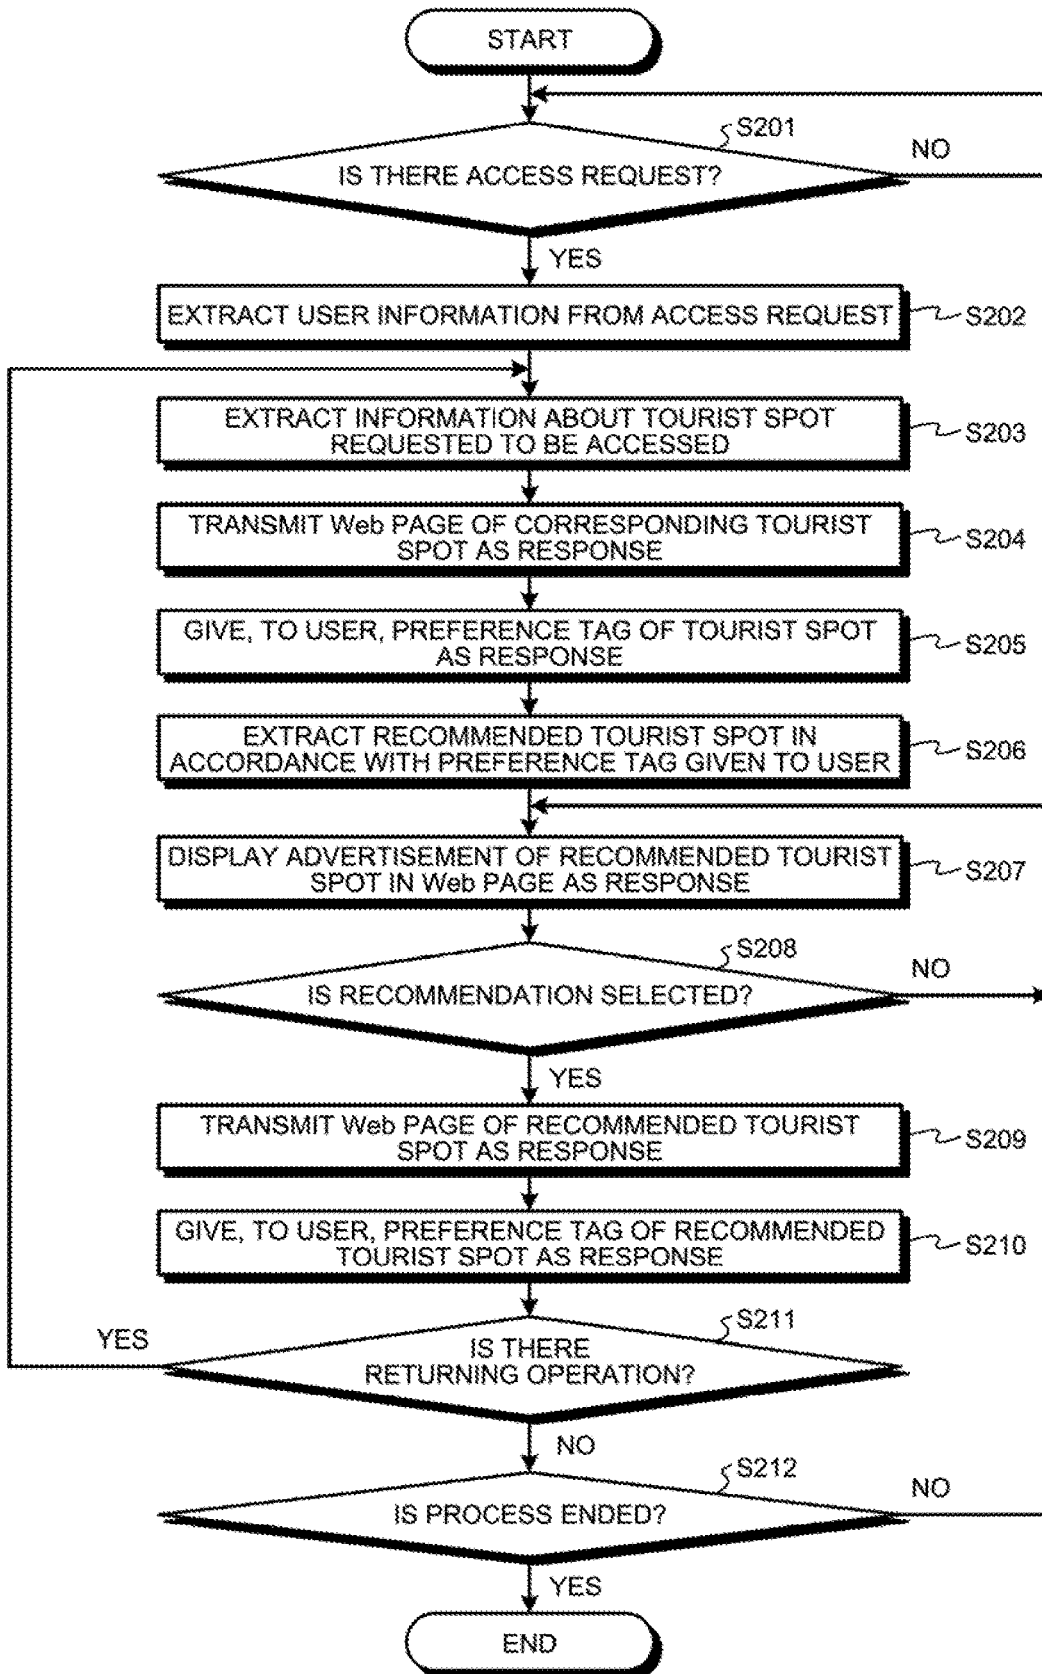 START
S201
IS THERE ACCESS REQUEST?
NO
YES
EXTRACT USER INFORMATION FROM ACCESS REQUEST
S202
EXTRACT INFORMATION ABOUT TOURIST SPOT
REQUESTED TO BE ACCESSED
S203
TRANSMIT Web PAGE OF CORRESPONDING TOURIST
SPOT AS RESPONSE
S204
GIVE, TO USER, PREFERENCE TAG OF TOURIST SPOT
AS RESPONSE
S205
EXTRACT RECOMMENDED TOURIST SPOT IN
ACCORDANCE WITH PREFERENCE TAG GIVEN TO USER
S206
DISPLAY ADVERTISEMENT OF RECOMMENDED TOURIST
SPOT IN Web PAGE AS RESPONSE
S207
S208
IS RECOMMENDATION SELECTED?
NO
YES
TRANSMIT Web PAGE OF RECOMMENDED TOURIST
SPOT AS RESPONSE
S209
GIVE, TO USER, PREFERENCE TAG OF RECOMMENDED
TOURIST SPOT AS RESPONSE
S210
YES
S211
IS THERE
RETURNING OPERATION?
NO
S212
IS PROCESS ENDED?
NO
YES
END